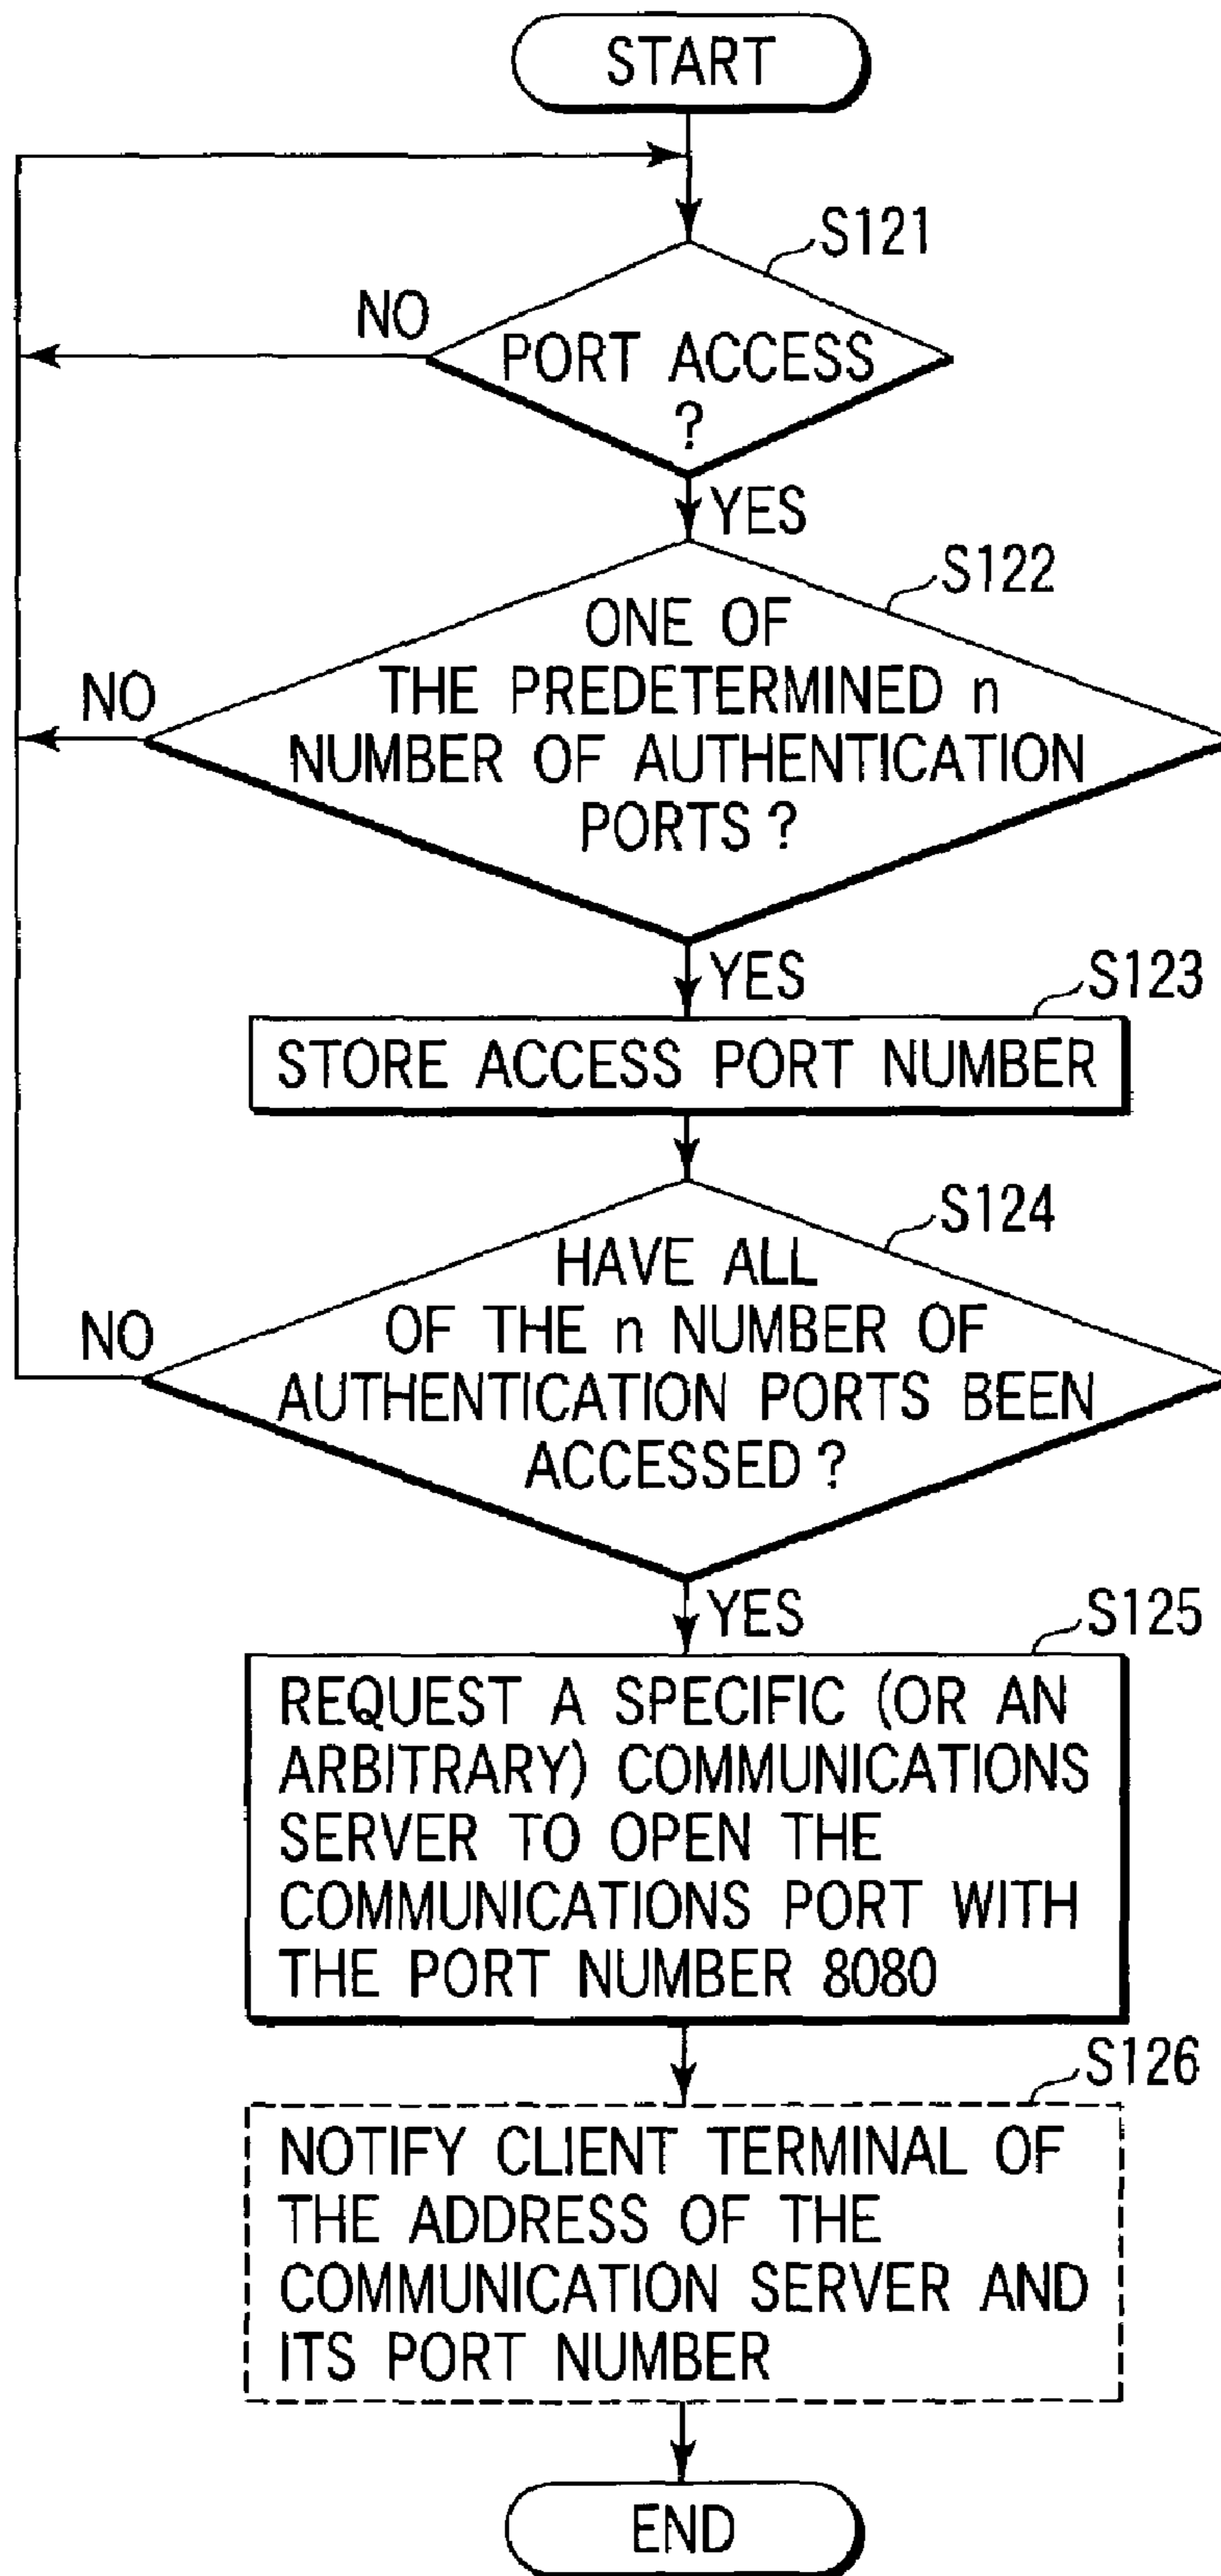 START
S121
NO
PORT ACCESS
?
YES
S122
ONE OF
THE PREDETERMINED n
NO
NUMBER OF AUTHENTICATION
PORTS ?
YES
S123
STORE ACCESS PORT NUMBER
S124
HAVE ALL
OF THE n NUMBER OF
NO
AUTHENTICATION PORTS BEEN
ACCESSED ?
YES
S125
REQUEST A SPECIFIC (OR AN
ARBITRARY) COMMUNICATIONS
SERVER TO OPEN THE
COMMUNICATIONS PORT WITH
THE PORT NUMBER 8080
S126
NOTIFY CLIENT TERMINAL OF
THE ADDRESS OF THE
COMMUNICATION SERVER AND
ITS PORT NUMBER
END